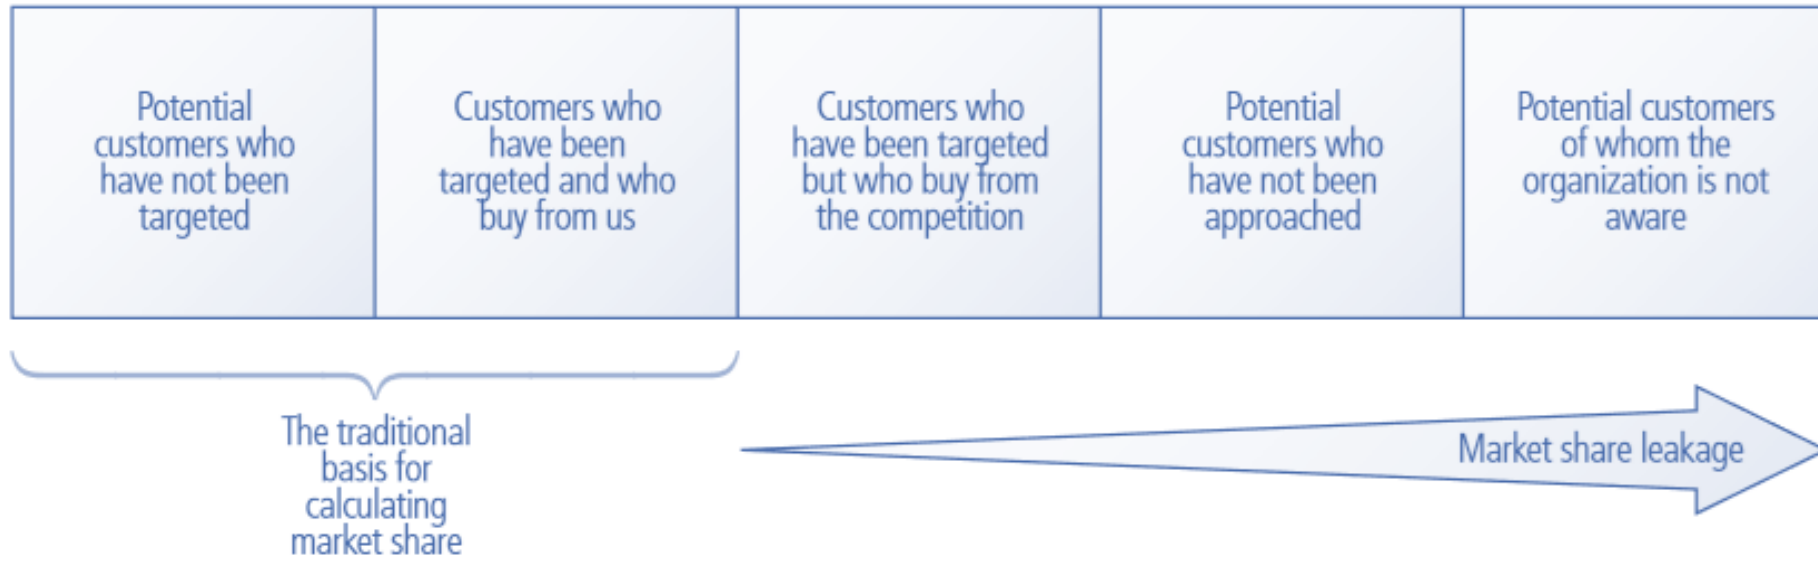 Potential
customers who
have not been
targeted
Customers who
have been
targeted and who
buy from us
Customers who
have been targeted
but who buy from
the competition
Potential
customers who
have not been
approached
Potential customers
of whom the
organization is not
aware
The traditional
basis for
calculating
market share
Market share leakage